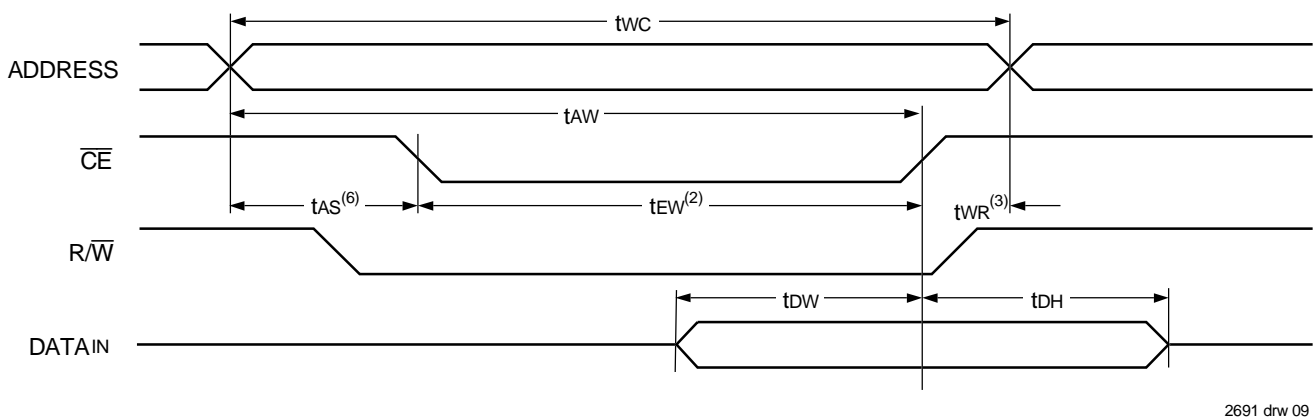 tWC
ADDRESS
tAW
CE
tAS(6)
tEW(2)
tWR(3)
R/W
tDW
tDH
DATAIN
2691 drw 09